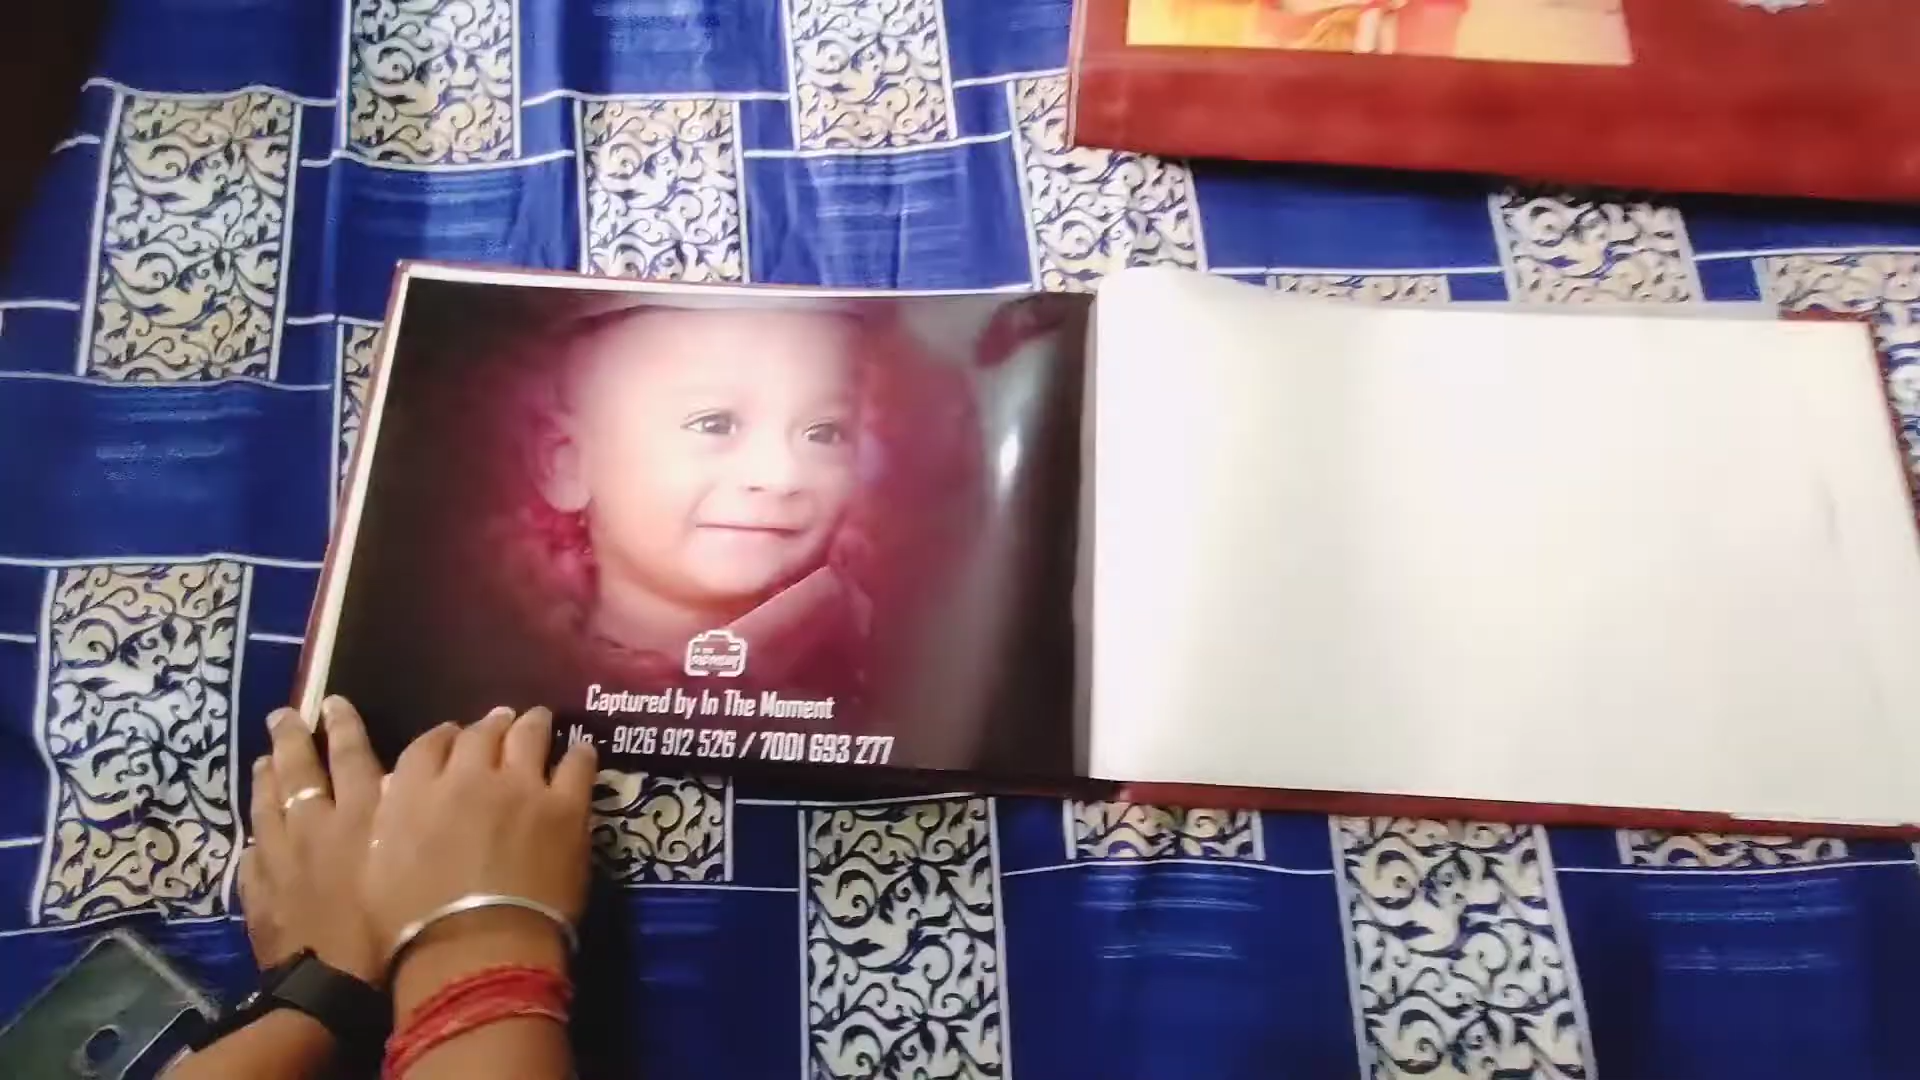 Captured by In The Moment
No - 9126 912 526 / 7001 693 277